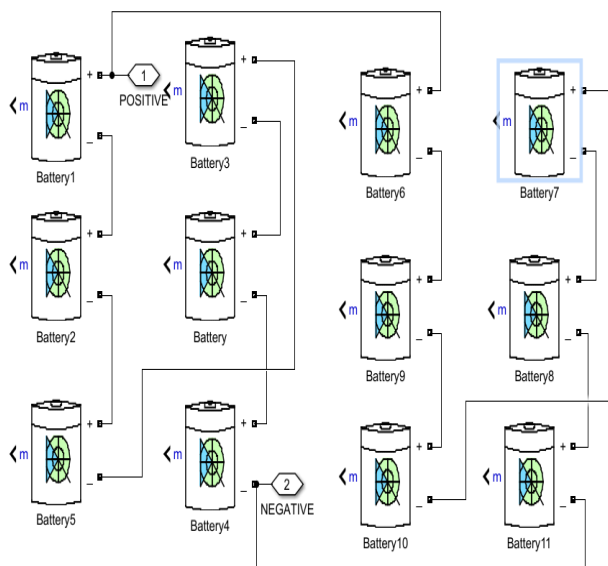 +
1
POSITIVE
m
_
Battery1
+
m
_
Battery3
+
m
_
Battery6
+
m
_
Battery7
+
m
_
Battery2
+
m
_
Battery
+
m
_
Battery9
+
m
_
Battery8
+
m
_
Battery5
+
m
_
Battery4
2
NEGATIVE
+
m
_
Battery10
+
m
_
Battery11